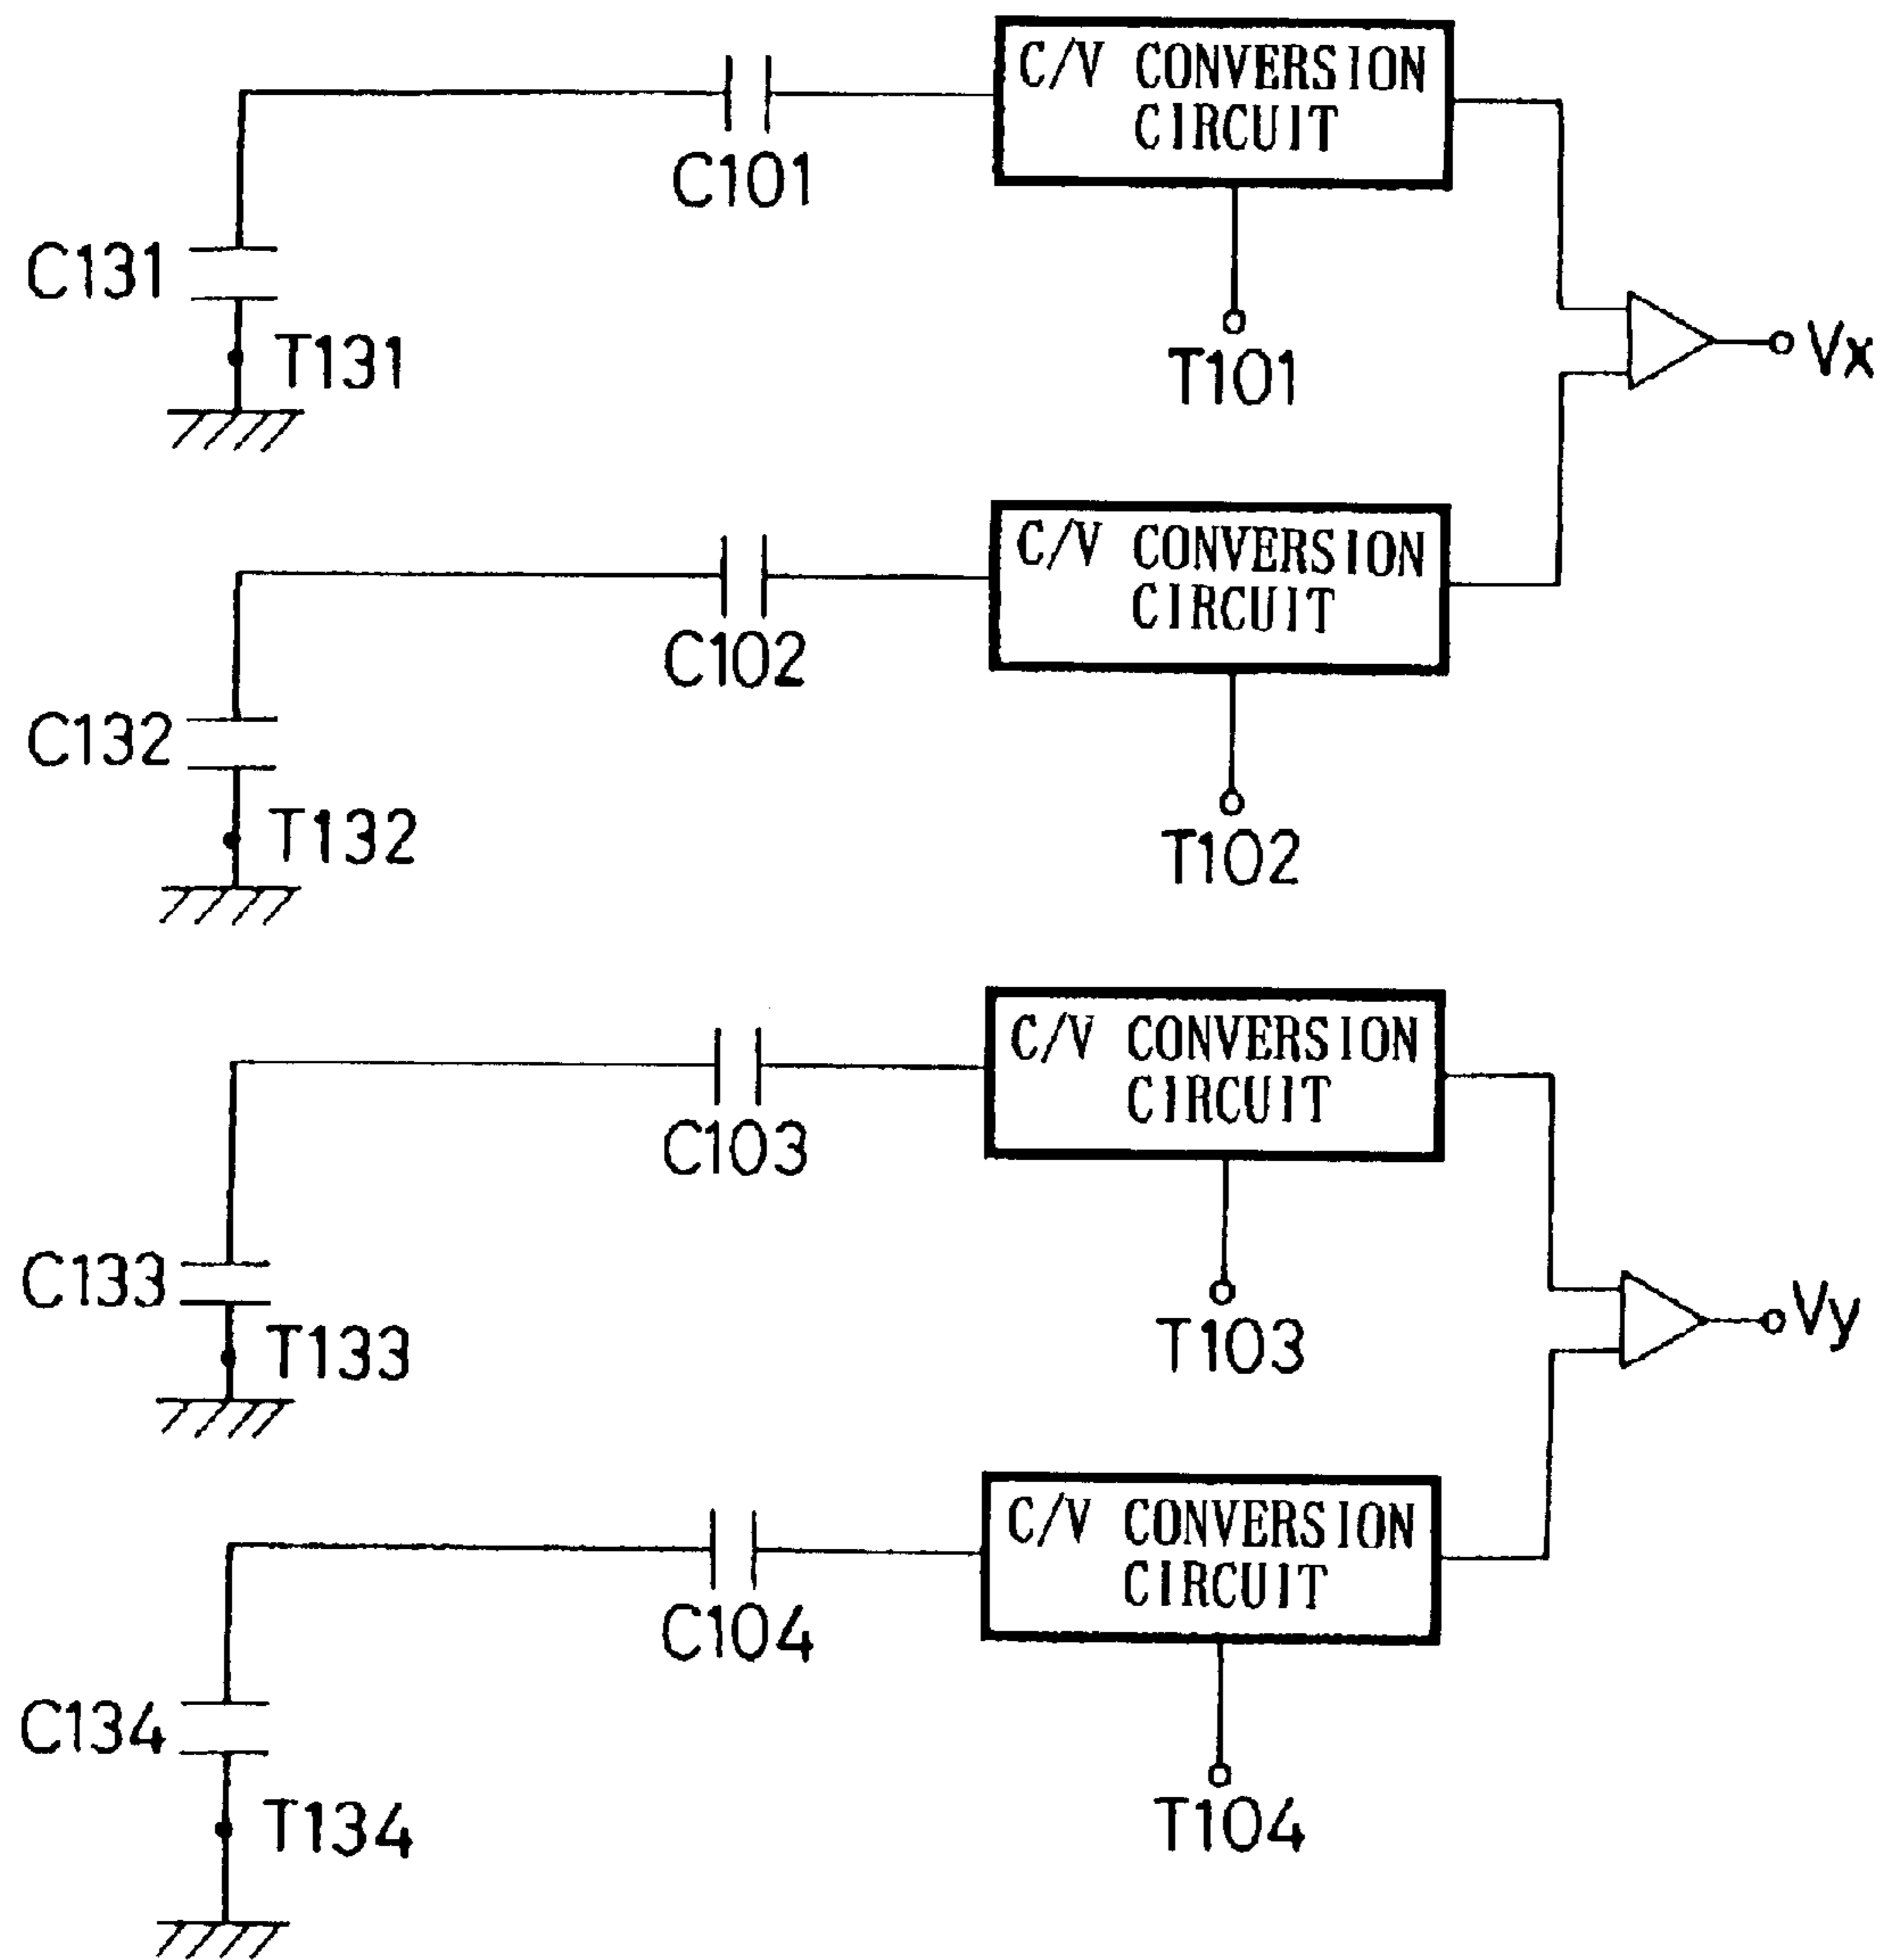 C/V CONVERSION
CIRCUIT
C101
C131
T131
T101
Vx
C/V CONVERSION
CIRCUIT
C102
C132
T132
T102
C/V CONVERSION
CIRCUIT
C103
C133
T133
T103
Vy
C/V CONVERSION
CIRCUIT
C104
C134
T134
T104